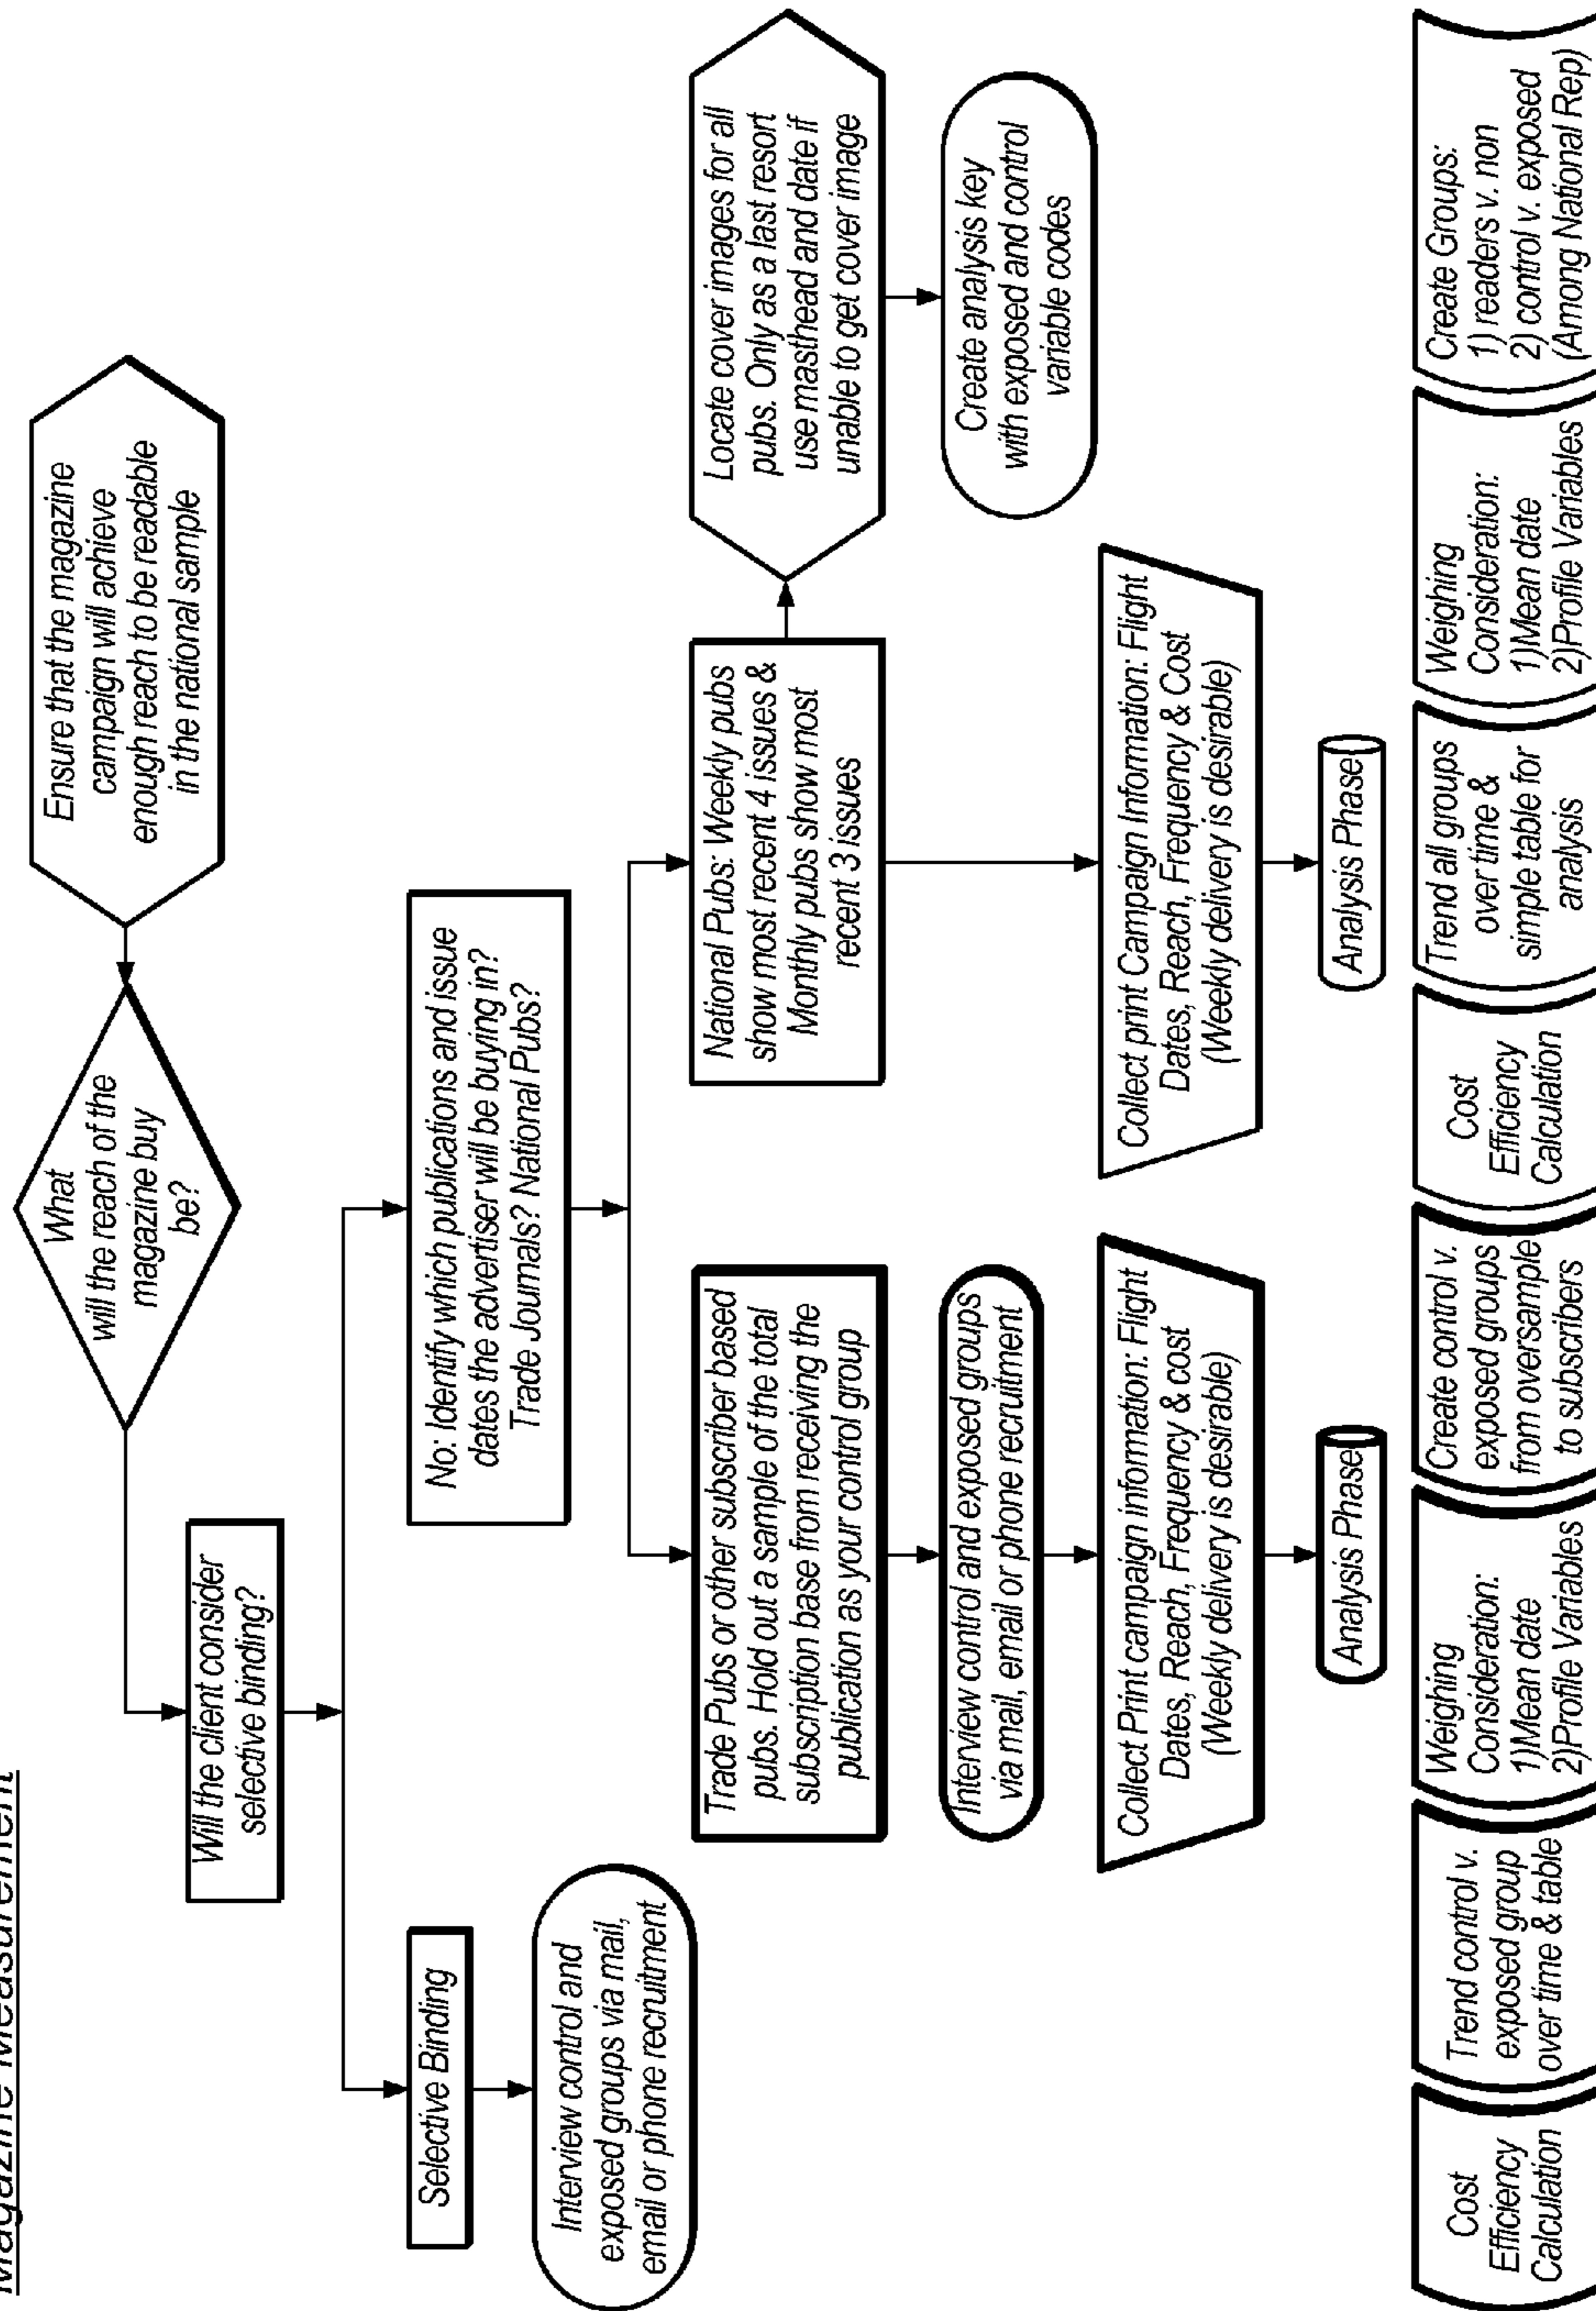 Magazine Measurement
Ensure that the magazine
campaign will achieve
enough reach to be readable
in the national sample
What
will the reach of the
magazine buy
be?
Will the client consider
selective binding?
Selective Binding
Interview control and
exposed groups via mail,
email or phone recruitment
No: Identify which publications and issue
dates the advertiser will be buying in?
Trade Journals? National Pubs?
Trade Pubs or other subscriber based
pubs. Hold out a sample of the total
subscription base from receiving the
publication as your control group
Interview control and exposed groups
via mail, email or phone recruitment
Collect Print campaign information: Flight
Dates, Reach, Frequency & cost
(Weekly delivery is desirable)
Analysis Phase
National Pubs: Weekly pubs
show most recent 4 issues &
Monthly pubs show most
recent 3 issues
Locate cover images for all
pubs. Only as a last resort
use masthead and date if
unable to get cover image
Create analysis key
with exposed and control
variable codes
Collect print Campaign Information: Flight
Dates, Reach, Frequency & Cost
(Weekly delivery is desirable)
Analysis Phase
Cost
Efficiency
Calculation
Trend control v.
exposed group
over time & table
Weighing
Consideration:
1)Mean date
2)Profile Variables
Create control v.
exposed groups
from oversample
to subscribers
Cost
Efficiency
Calculation
Trend all groups
over time &
simple table for
analysis
Weighing
Consideration:
1)Mean date
2)Profile Variables
Create Groups:
1) readers v. non
2) control v. exposed
(Among National Rep)